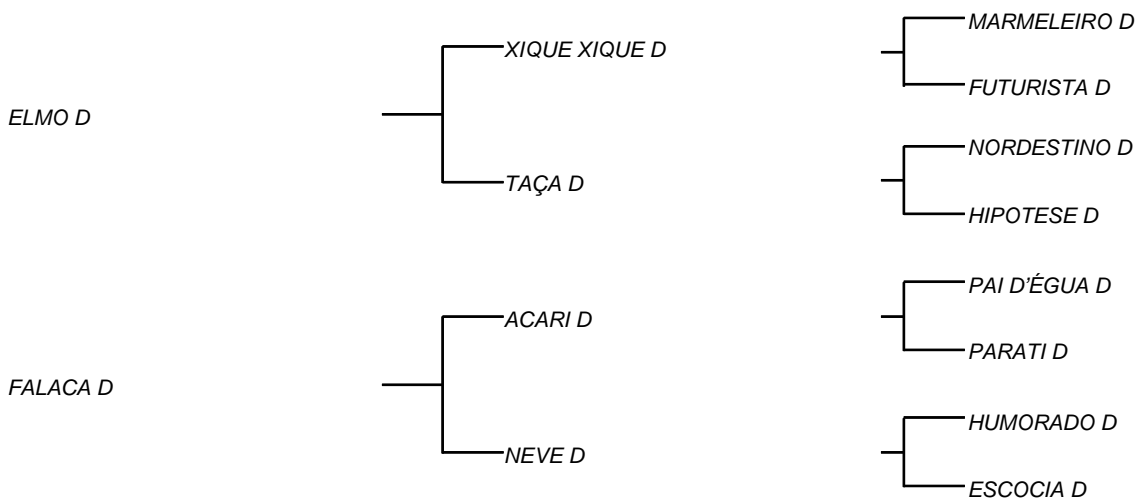 MARMELEIRO D
XIQUE XIQUE D
FUTURISTA D
ELMO D
NORDESTINO D
TAÇA D
HIPOTESE D
PAI D'ÉGUA D
ACARI D
PARATI D
FALACA D
HUMORADO D
NEVE D
ESCOCIA D